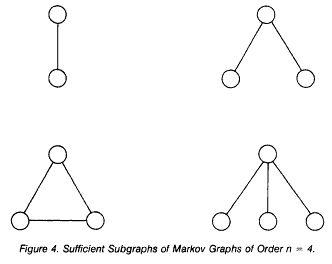 Figure 4. Sufficient Subgraphs of Markov Graphs of Order n = 4.